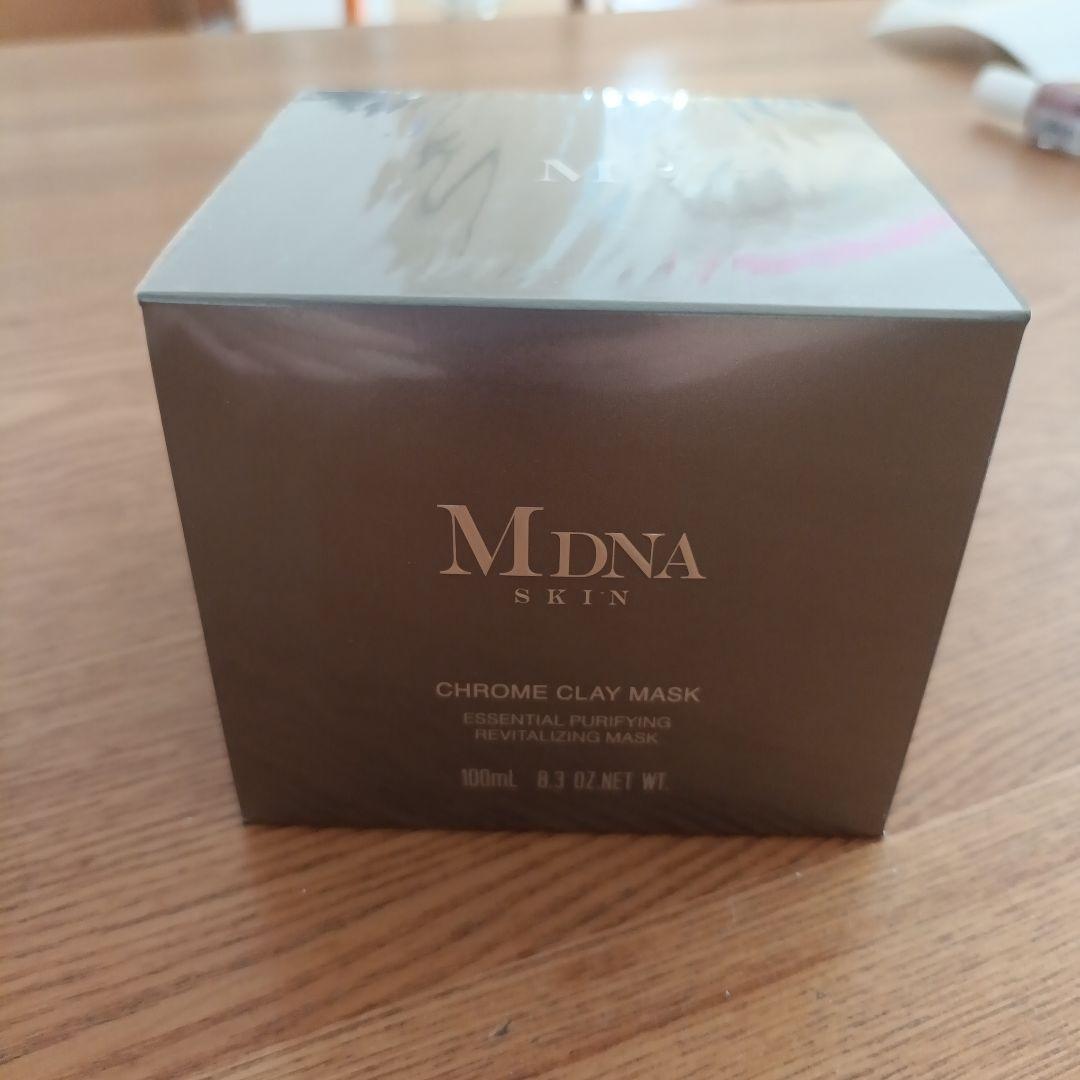 MDNA
SKIN
CHROME CLAY MASK
ESSENTIAL PURIFYING
REVITALIZING MASK
100mL 8.3 OZ.NET WT.